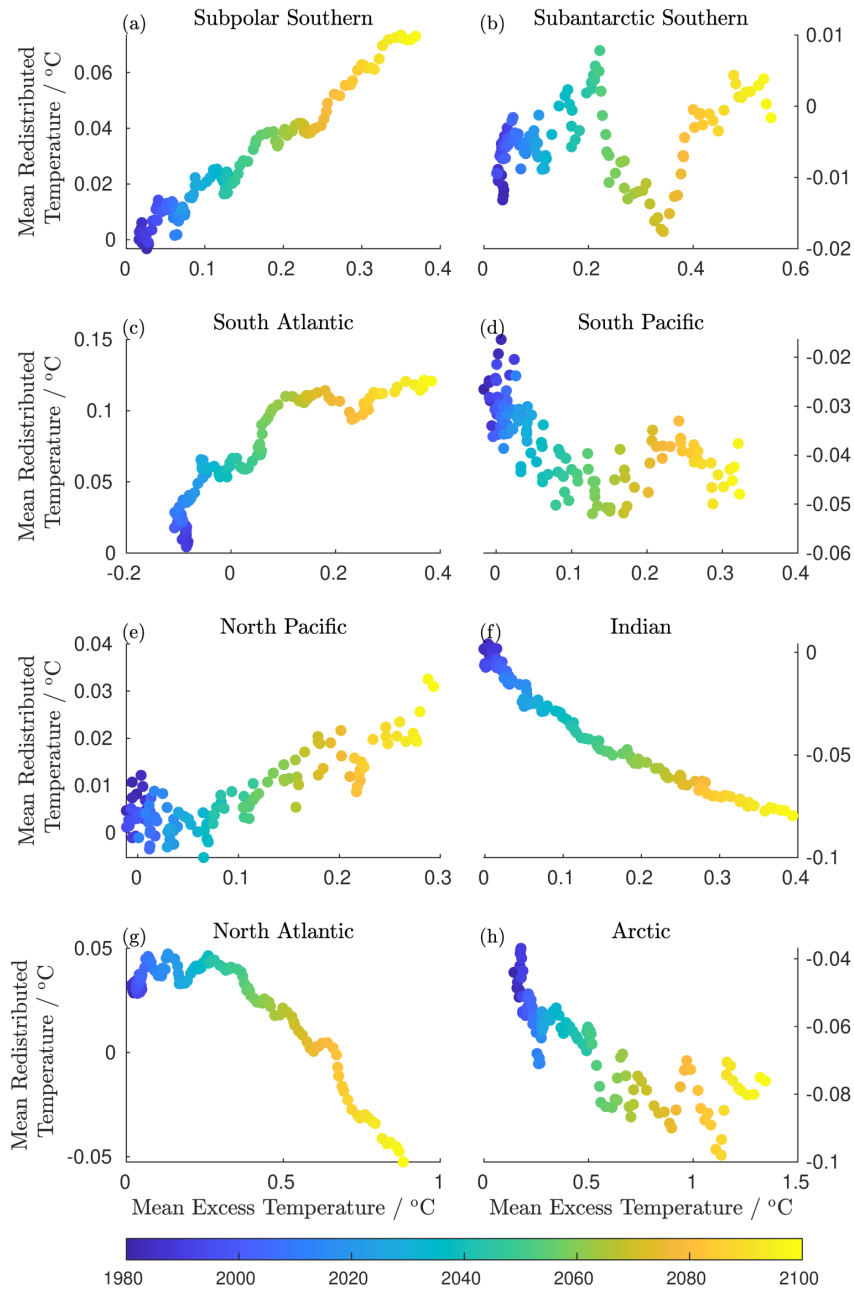 (a) Subpolar Southern
(b) Subantarctic Southern
Mean Redistributed
Temperature / °C
0.06
0.04
0.02
0
0 0.1 0.2 0.3 0.4
0.01
0
-0.01
-0.02
0 0.2 0.4 0.6
(c) South Atlantic
(d) South Pacific
Mean Redistributed
Temperature / °C
0.15
0.1
0.05
0
-0.2 0 0.2 0.4
-0.02
-0.03
-0.04
-0.05
-0.06
0 0.1 0.2 0.3 0.4
(e) North Pacific
(f) Indian
Mean Redistributed
Temperature / °C
0.04
0.03
0.02
0.01
0
0 0.1 0.2 0.3
0
-0.05
-0.1
0 0.1 0.2 0.3 0.4
(g) North Atlantic
(h) Arctic
Mean Redistributed
Temperature / °C
0.05
0
-0.05
0 0.5 1
Mean Excess Temperature / °C
-0.04
-0.06
-0.08
-0.1
0 0.5 1 1.5
Mean Excess Temperature / °C
1980 2000 2020 2040 2060 2080 2100